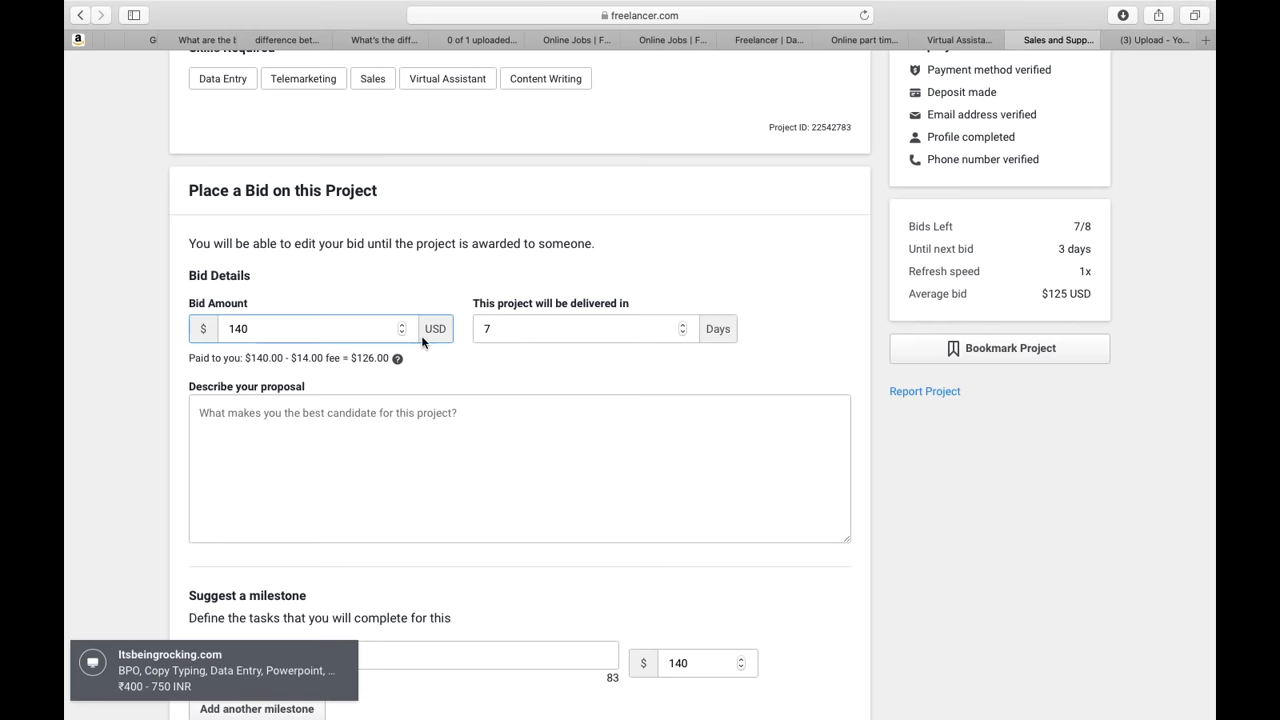 freelancer.com
G
What are the b
difference bet...
What's the diff...
0 of 1 uploaded...
Online Jobs | F...
Online Jobs | F...
Freelancer | Da...
Online part tim...
Virtual Assista...
Sales and Supp...
(3) Upload - Yo...
Skills Required
Data Entry
Telemarketing
Sales
Virtual Assistant
Content Writing
Project ID: 22542783
Payment method verified
Deposit made
Email address verified
Profile completed
Phone number verified
Place a Bid on this Project
You will be able to edit your bid until the project is awarded to someone.
Bid Details
Bid Amount
$ 140 USD
Paid to you: $140.00 - $14.00 fee = $126.00 ?
This project will be delivered in
7 Days
Describe your proposal
What makes you the best candidate for this project?
Bids Left 7/8
Until next bid 3 days
Refresh speed 1x
Average bid $125 USD
Bookmark Project
Report Project
Suggest a milestone
Define the tasks that you will complete for this
$ 140
83
Add another milestone
Itsbeingrocking.com
BPO, Copy Typing, Data Entry, Powerpoint, ...
₹400 - 750 INR